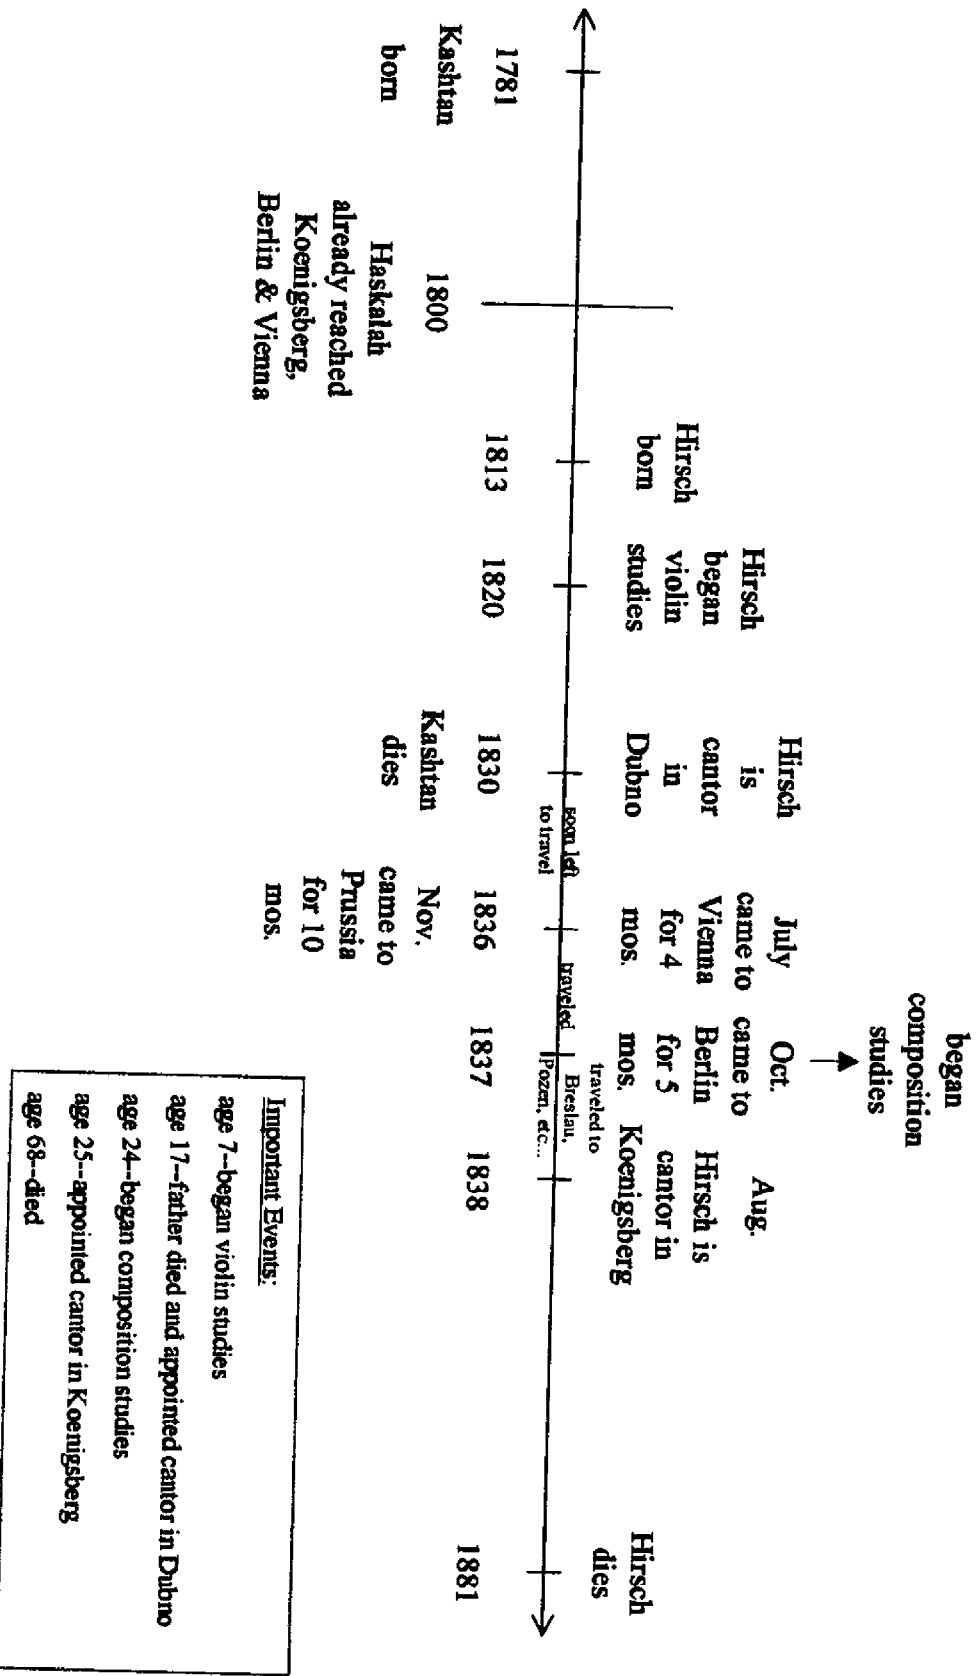 began
composition
studies
Hirsch
born
Hirsch
began
violin
studies
Hirsch
is
cantor
in
Dubno
July
came to
Vienna
for 4
mos.
Oct.
came to
Berlin
for 5
mos.
Aug.
Hirsch is
cantor in
Koenigsberg
Hirsch
dies
soon left
to travel
traveled
traveled to
Breslau,
Pozen, etc...
1781
Kashtan
born
1800
Haskalah
already reached
Koenigsberg,
Berlin & Vienna
1813
1820
1830
Kashtan
dies
1836
Nov.
came to
Prussia
for 10
mos.
1837
1838
1881
Important Events:
age 7--began violin studies
age 17--father died and appointed cantor in Dubno
age 24--began composition studies
age 25--appointed cantor in Koenigsberg
age 68--died